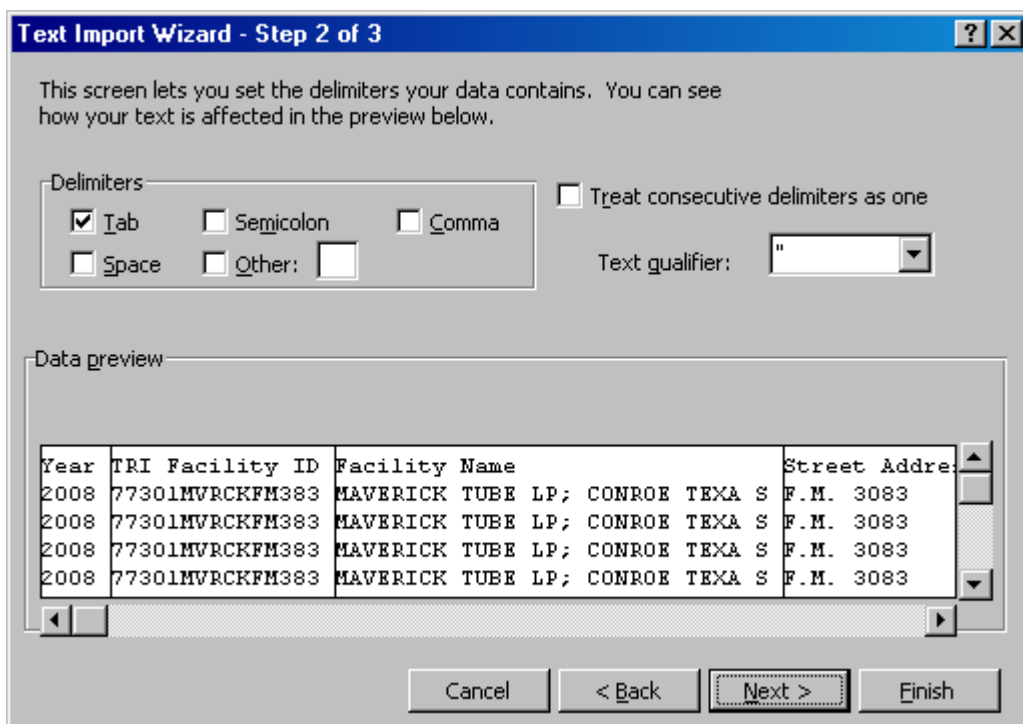 Text Import Wizard - Step 2 of 3
This screen lets you set the delimiters your data contains. You can see
how your text is affected in the preview below.
Delimiters
Tab Semicolon Comma
Space Other:
Treat consecutive delimiters as one
Text qualifier: "
Data preview
Year TRI Facility ID Facility Name Street Addre
2008 77301MVRCKFM383 MAVERICK TUBE LP; CONROE TEXA S F.M. 3083
2008 77301MVRCKFM383 MAVERICK TUBE LP; CONROE TEXA S F.M. 3083
2008 77301MVRCKFM383 MAVERICK TUBE LP; CONROE TEXA S F.M. 3083
2008 77301MVRCKFM383 MAVERICK TUBE LP; CONROE TEXA S F.M. 3083
Cancel < Back Next > Finish